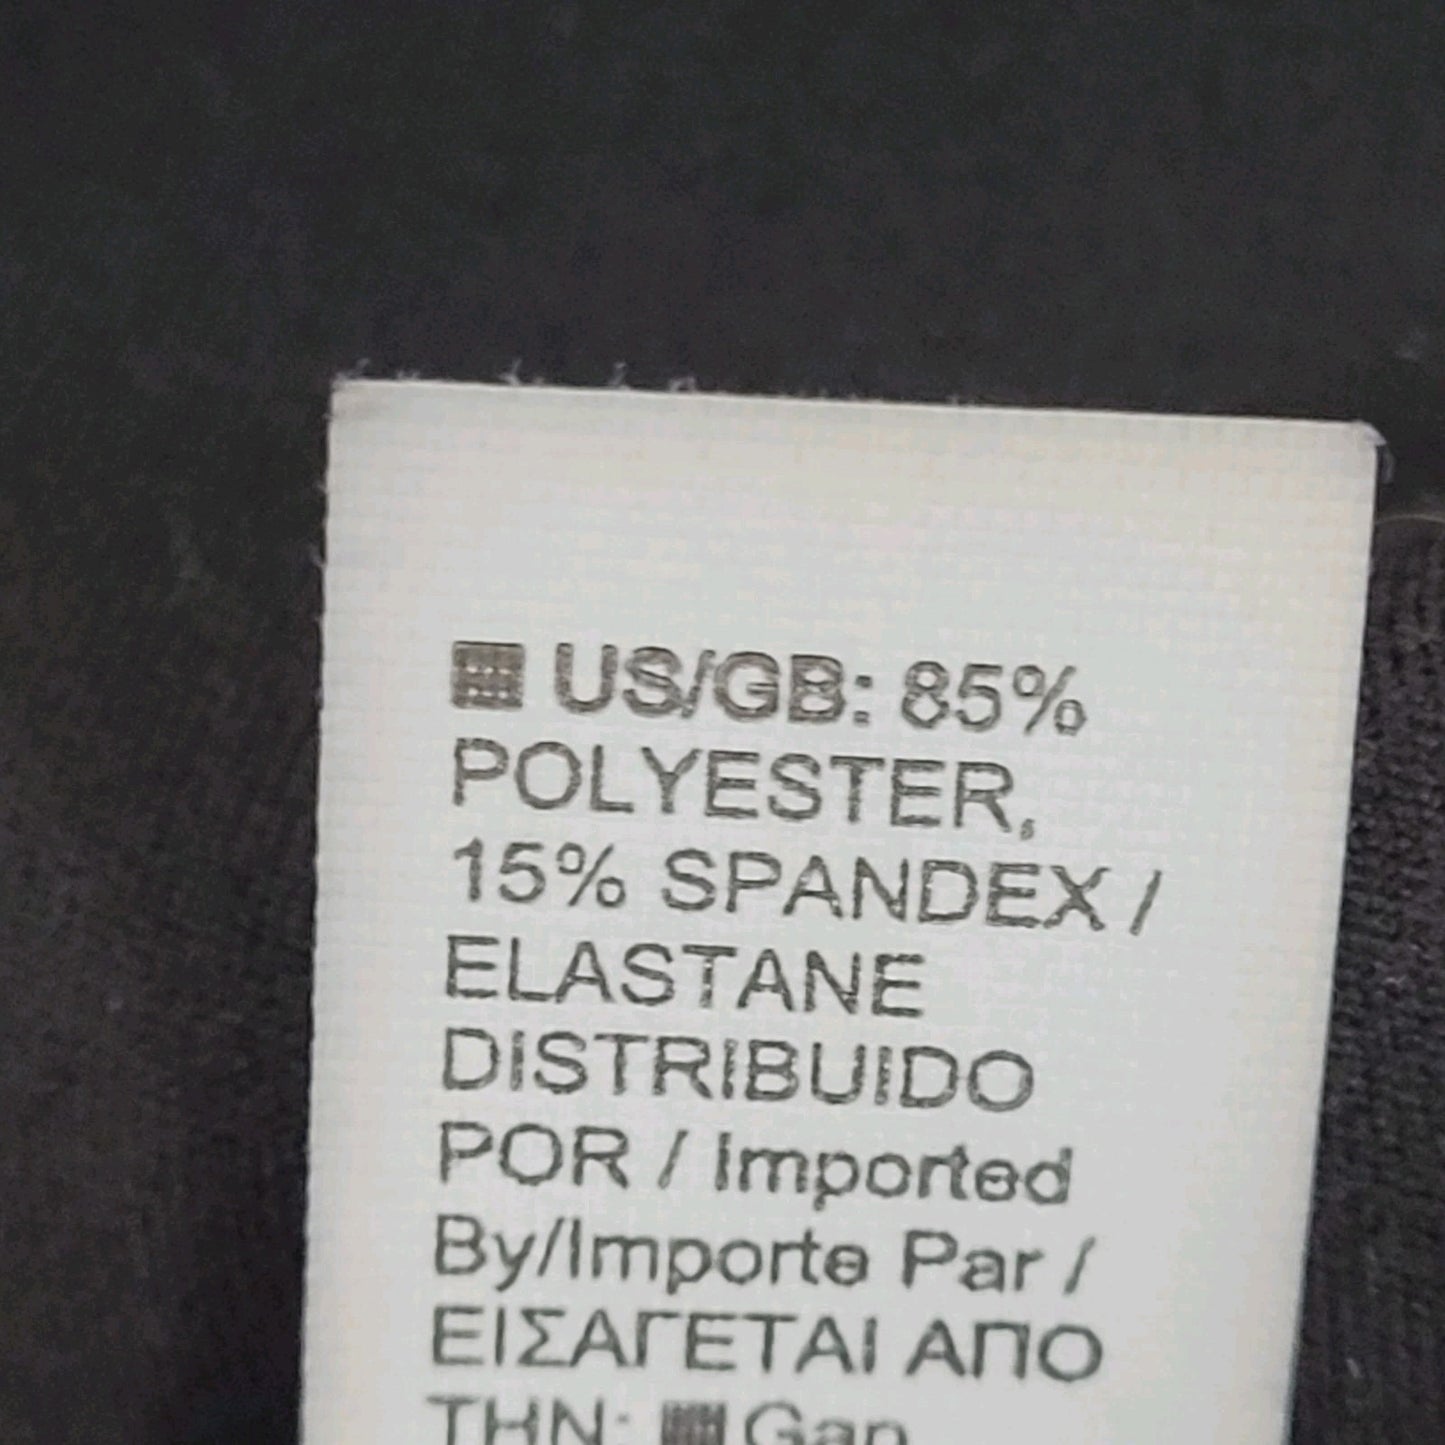 US/GB: 85%
POLYESTER,
15% SPANDEX /
ELASTANE
DISTRIBUIDO
POR / Imported
By/Importe Par /
ΕΙΣΑΓΕΤΑΙ ΑΠΟ
ΤΗΝ: Gap